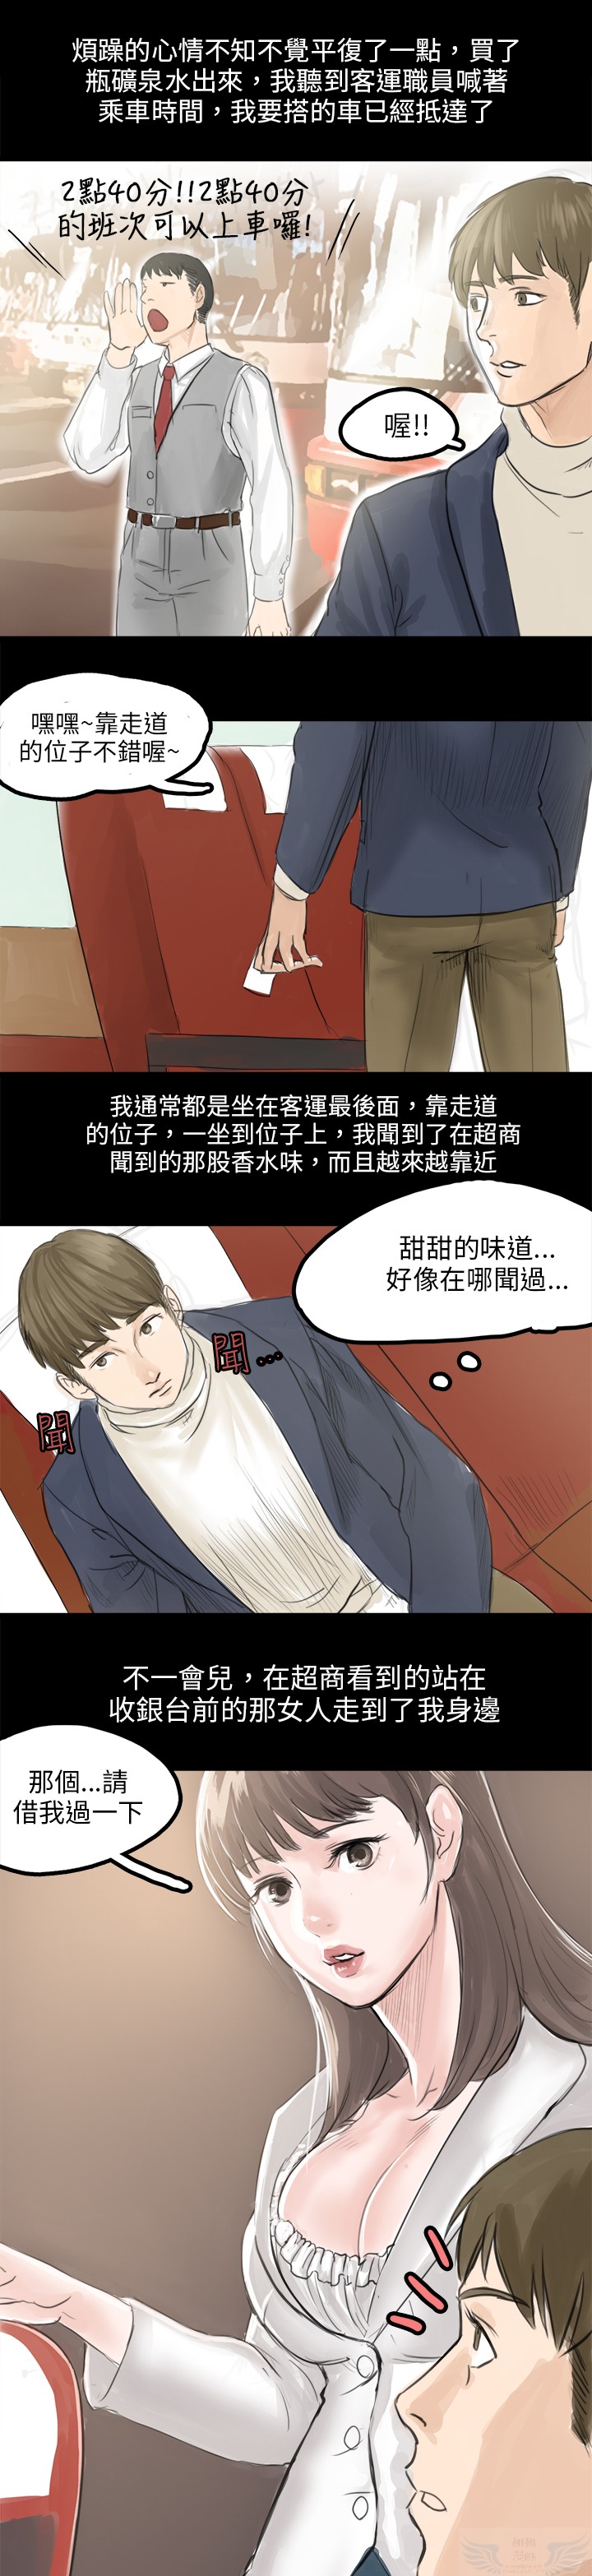 煩躁的心情不知不覺平復了一點，買了
瓶礦泉水出來，我聽到客運職員喊著
乘車時間，我要搭的車已經抵達了
2點40分!!2點40分
的班次可以上車囉!
喔!!
嘿嘿~靠走道
的位子不錯喔~
我通常都是坐在客運最後面，靠走道
的位子，一坐到位子上，我聞到了在超商
聞到的那股香水味，而且越來越靠近
甜甜的味道...
好像在哪聞過...
聞...
聞
不一會兒，在超商看到的站在
收銀台前的那女人走到了我身邊
那個...請
借我過一下